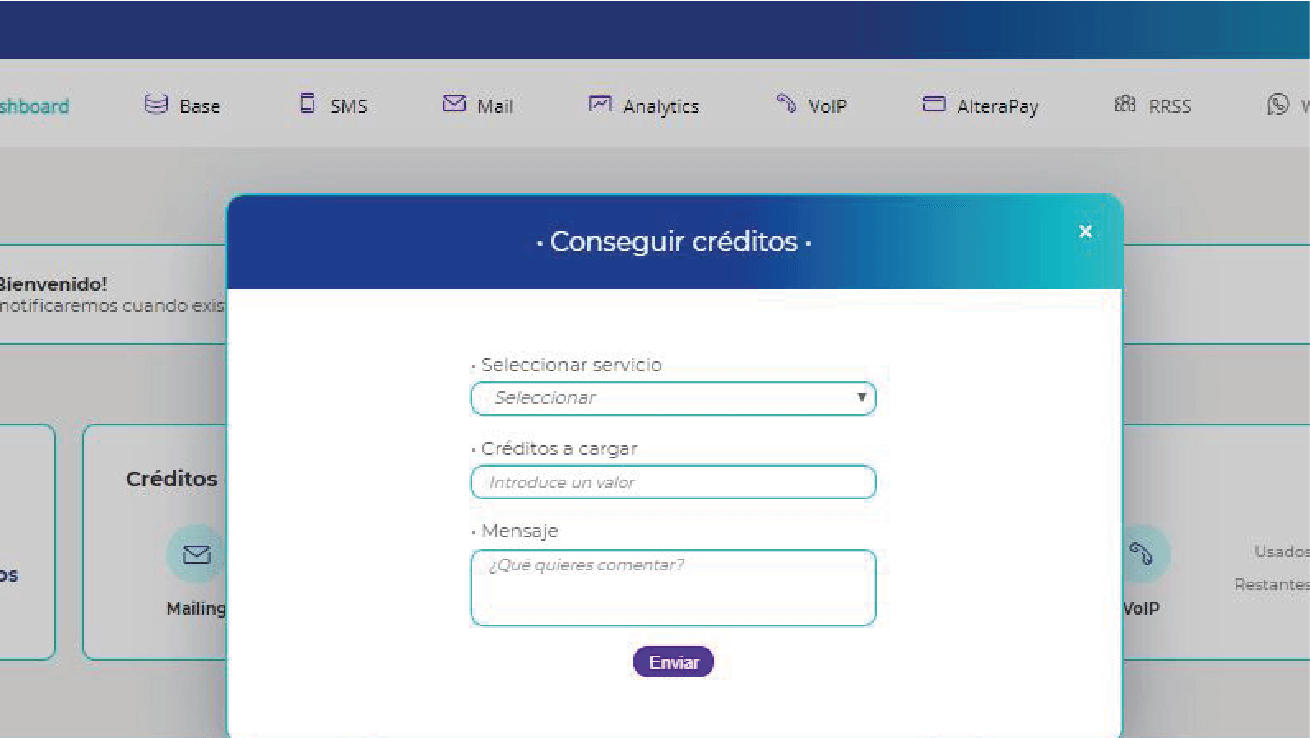 shboard Base SMS Mail Analytics VoIP AlteraPay RRSS W
· Conseguir créditos · ×
Bienvenido!
notificaremos cuando exis
· Seleccionar servicio
Seleccionar ▼
· Créditos a cargar
Introduce un valor
· Mensaje
¿Qué quieres comentar?
Enviar
Créditos
os
Mailing
VoIP
Usados
Restantes